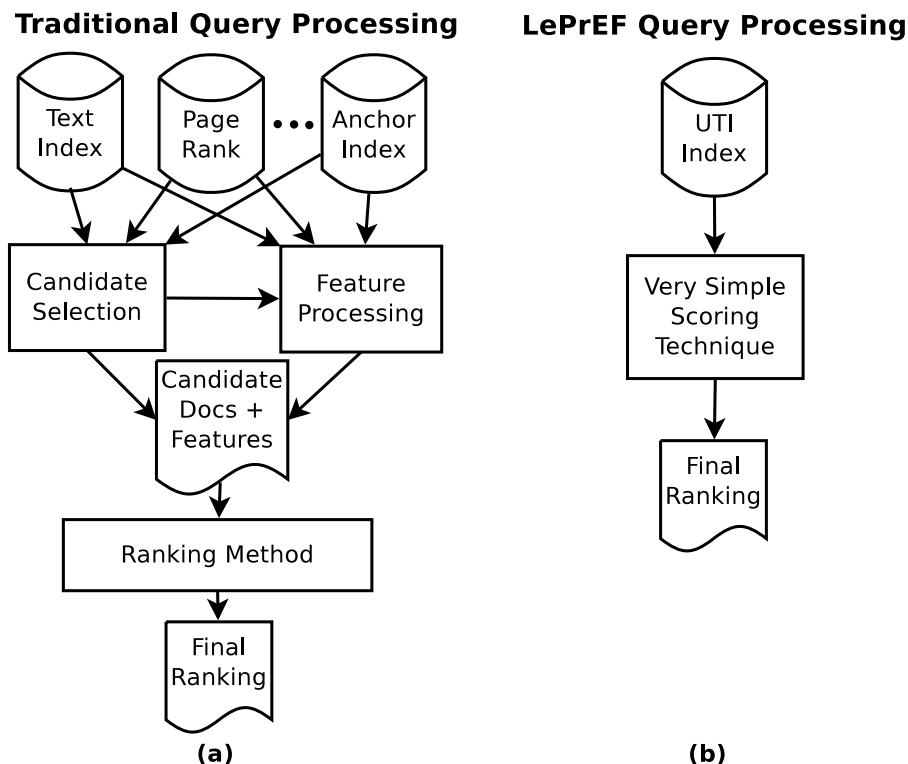 Traditional Query Processing
Text
Index
Page
Rank
...
Anchor
Index
Candidate
Selection
Feature
Processing
Candidate
Docs +
Features
Ranking Method
Final
Ranking
(a)
LePrEF Query Processing
UTI
Index
Very Simple
Scoring
Technique
Final
Ranking
(b)